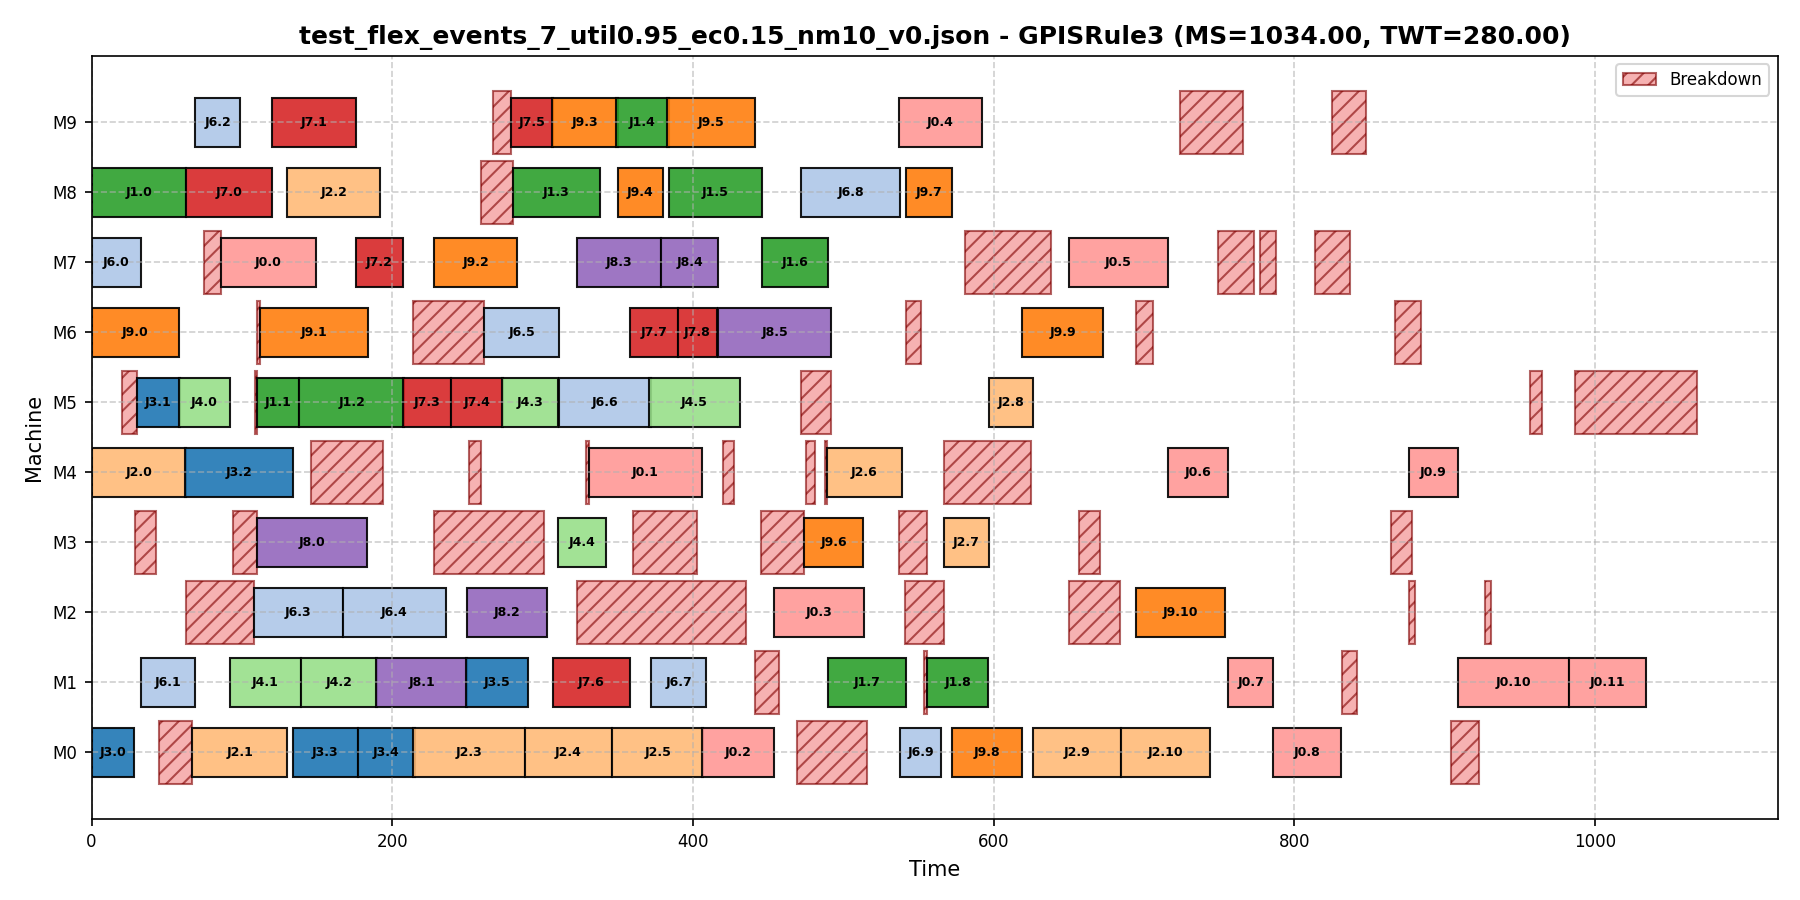 test_flex_events_7_util0.95_ec0.15_nm10_v0.json - GPISRule3 (MS=1034.00, TWT=280.00)
Breakdown
M9 J6.2 J7.1 J7.5 J9.3 J1.4 J9.5 J0.4
M8 J1.0 J7.0 J2.2 J1.3 J9.4 J1.5 J6.8 J9.7
M7 J6.0 J0.0 J7.2 J9.2 J8.3 J8.4 J1.6 J0.5
M6 J9.0 J9.1 J6.5 J7.7 J7.8 J8.5 J9.9
M5 J3.1 J4.0 J1.1 J1.2 J7.3 J7.4 J4.3 J6.6 J4.5 J2.8
M4 J2.0 J3.2 J0.1 J2.6 J0.6 J0.9
M3 J8.0 J4.4 J9.6 J2.7
M2 J6.3 J6.4 J8.2 J0.3 J9.10
M1 J6.1 J4.1 J4.2 J8.1 J3.5 J7.6 J6.7 J1.7 J1.8 J0.7 J0.10 J0.11
M0 J3.0 J2.1 J3.3 J3.4 J2.3 J2.4 J2.5 J0.2 J6.9 J9.8 J2.9 J2.10 J0.8
Machine
0 200 400 600 800 1000
Time